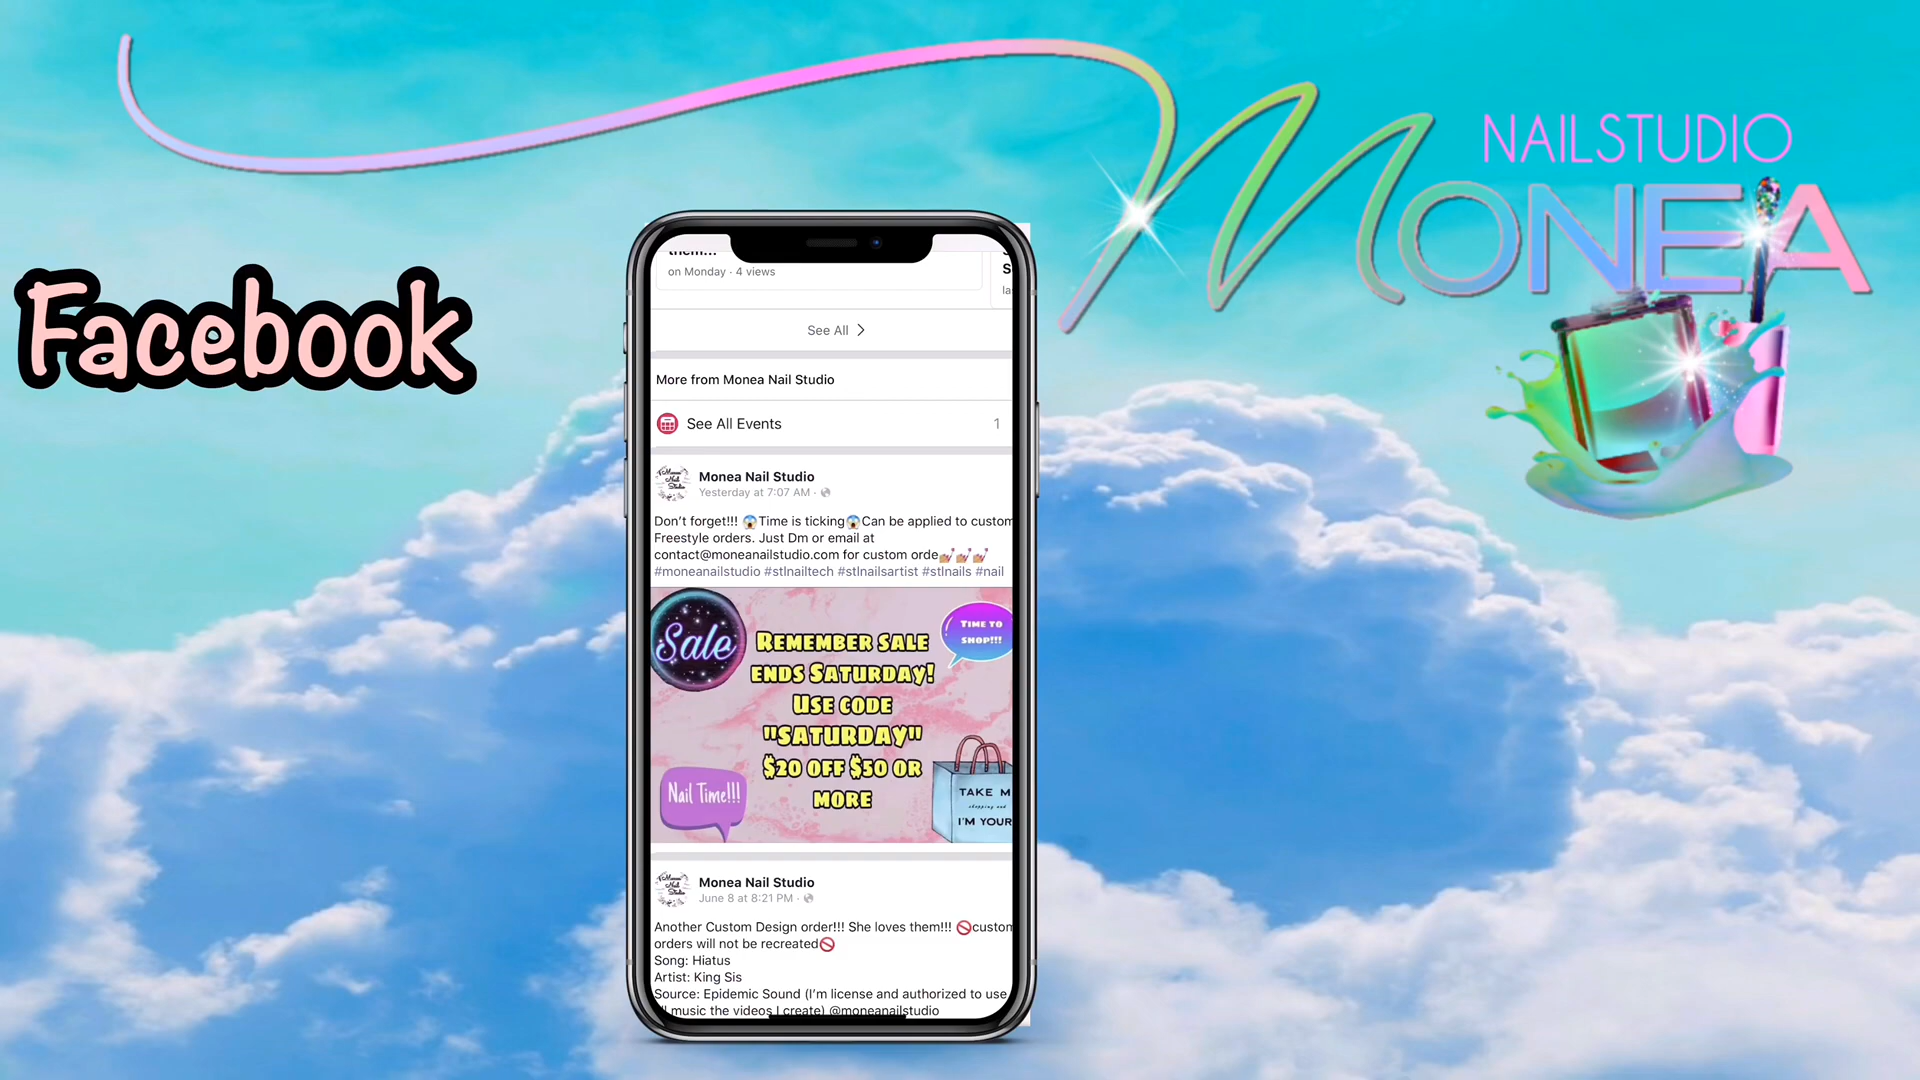 NAILSTUDIO
MONEA
Facebook
on Monday · 4 views
See All
More from Monea Nail Studio
See All Events 1
Monea Nail Studio
Yesterday at 7:07 AM ·
Don't forget!!! 😱Time is ticking😱Can be applied to custom
Freestyle orders. Just Dm or email at
contact@moneanailstudio.com for custom orde💅💅💅
#moneanailstudio #stlnailtech #stlnailsartist #stlnails #nail
Sale
TIME TO
SHOP!!!
REMEMBER SALE
ENDS SATURDAY!
USE CODE
"SATURDAY"
$20 OFF $50 OR
MORE
Nail Time!!!
TAKE M
shopping and
I'M YOUR
Monea Nail Studio
June 8 at 8:21 PM ·
Another Custom Design order!!! She loves them!!! 🚫custom
orders will not be recreated🚫
Song: Hiatus
Artist: King Sis
Source: Epidemic Sound (I'm license and authorized to use
music the videos I create) @moneanailstudio